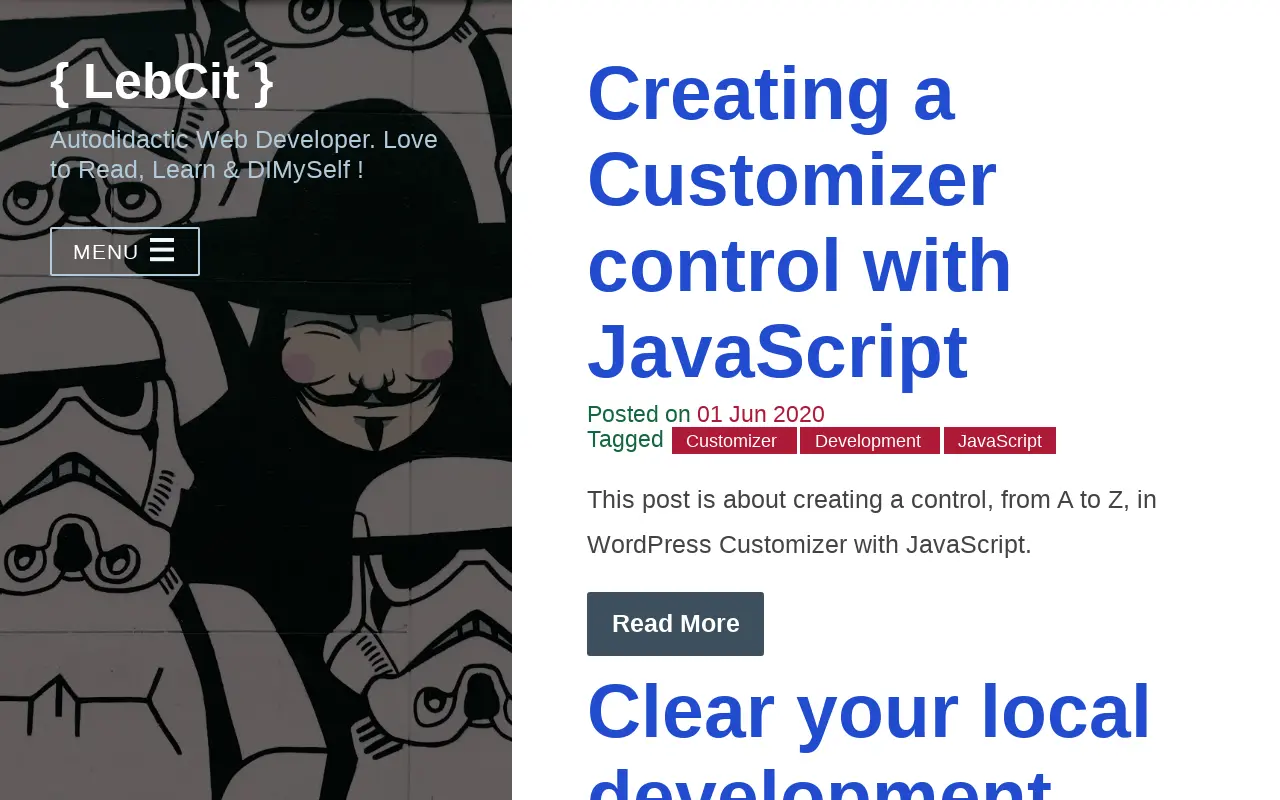 { LebCit }
Autodidactic Web Developer. Love
to Read, Learn & DIMySelf !
MENU
Creating a
Customizer
control with
JavaScript
Posted on 01 Jun 2020
Tagged Customizer Development JavaScript
This post is about creating a control, from A to Z, in
WordPress Customizer with JavaScript.
Read More
Clear your local
development